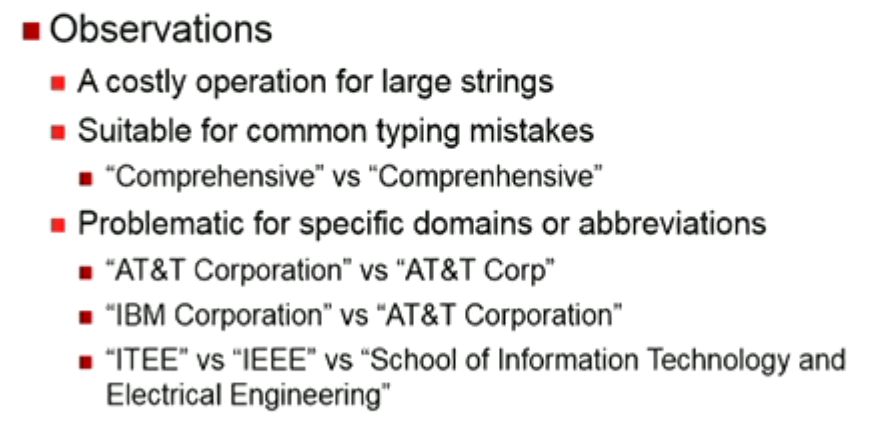 Observations
A costly operation for large strings
Suitable for common typing mistakes
“Comprehensive” vs “Comprenhensive”
Problematic for specific domains or abbreviations
“AT&T Corporation” vs “AT&T Corp”
“IBM Corporation” vs “AT&T Corporation”
“ITEE” vs “IEEE” vs “School of Information Technology and
Electrical Engineering”